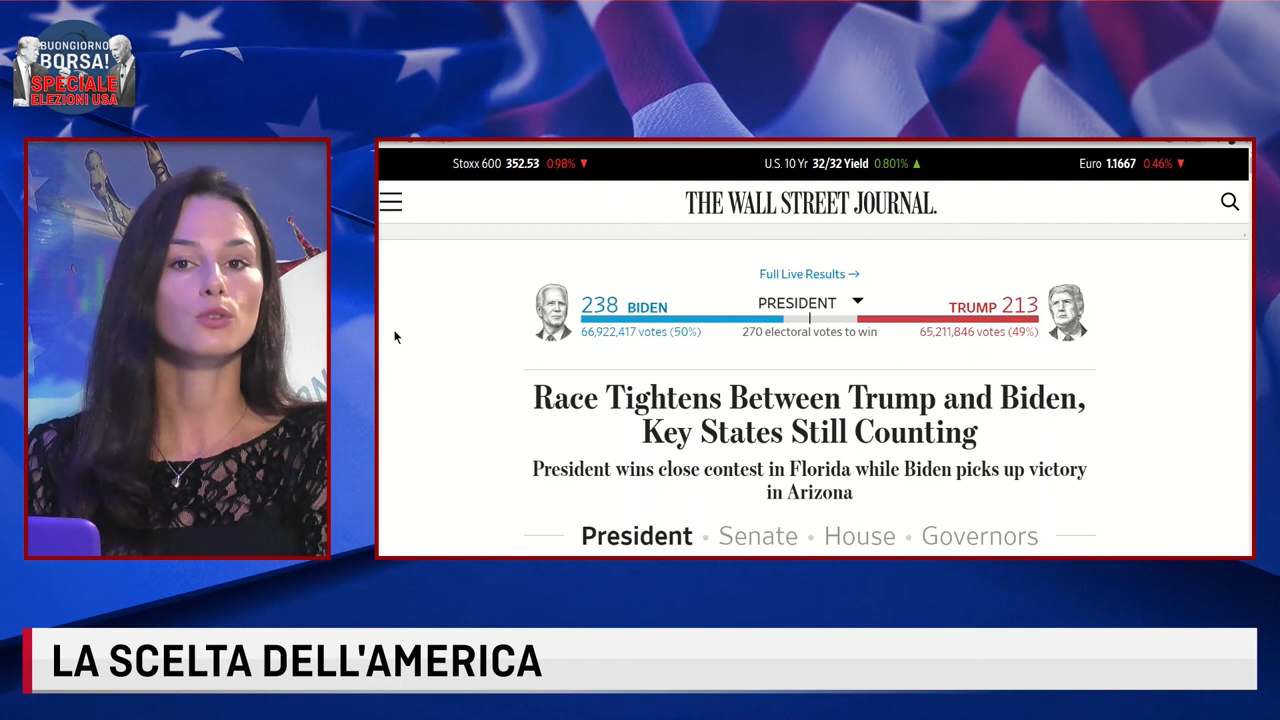 BUONGIORNO
BORSA!
SPECIALE
ELEZIONI USA
Stoxx 600 352.53 0.98% ▼
U.S. 10 Yr 32/32 Yield 0.801% ▲
Euro 1.1667 0.46% ▼
THE WALL STREET JOURNAL.
Full Live Results →
238 BIDEN
PRESIDENT ▼
TRUMP 213
66,922,417 votes (50%)
270 electoral votes to win
65,211,846 votes (49%)
Race Tightens Between Trump and Biden,
Key States Still Counting
President wins close contest in Florida while Biden picks up victory
in Arizona
President • Senate • House • Governors
LA SCELTA DELL'AMERICA